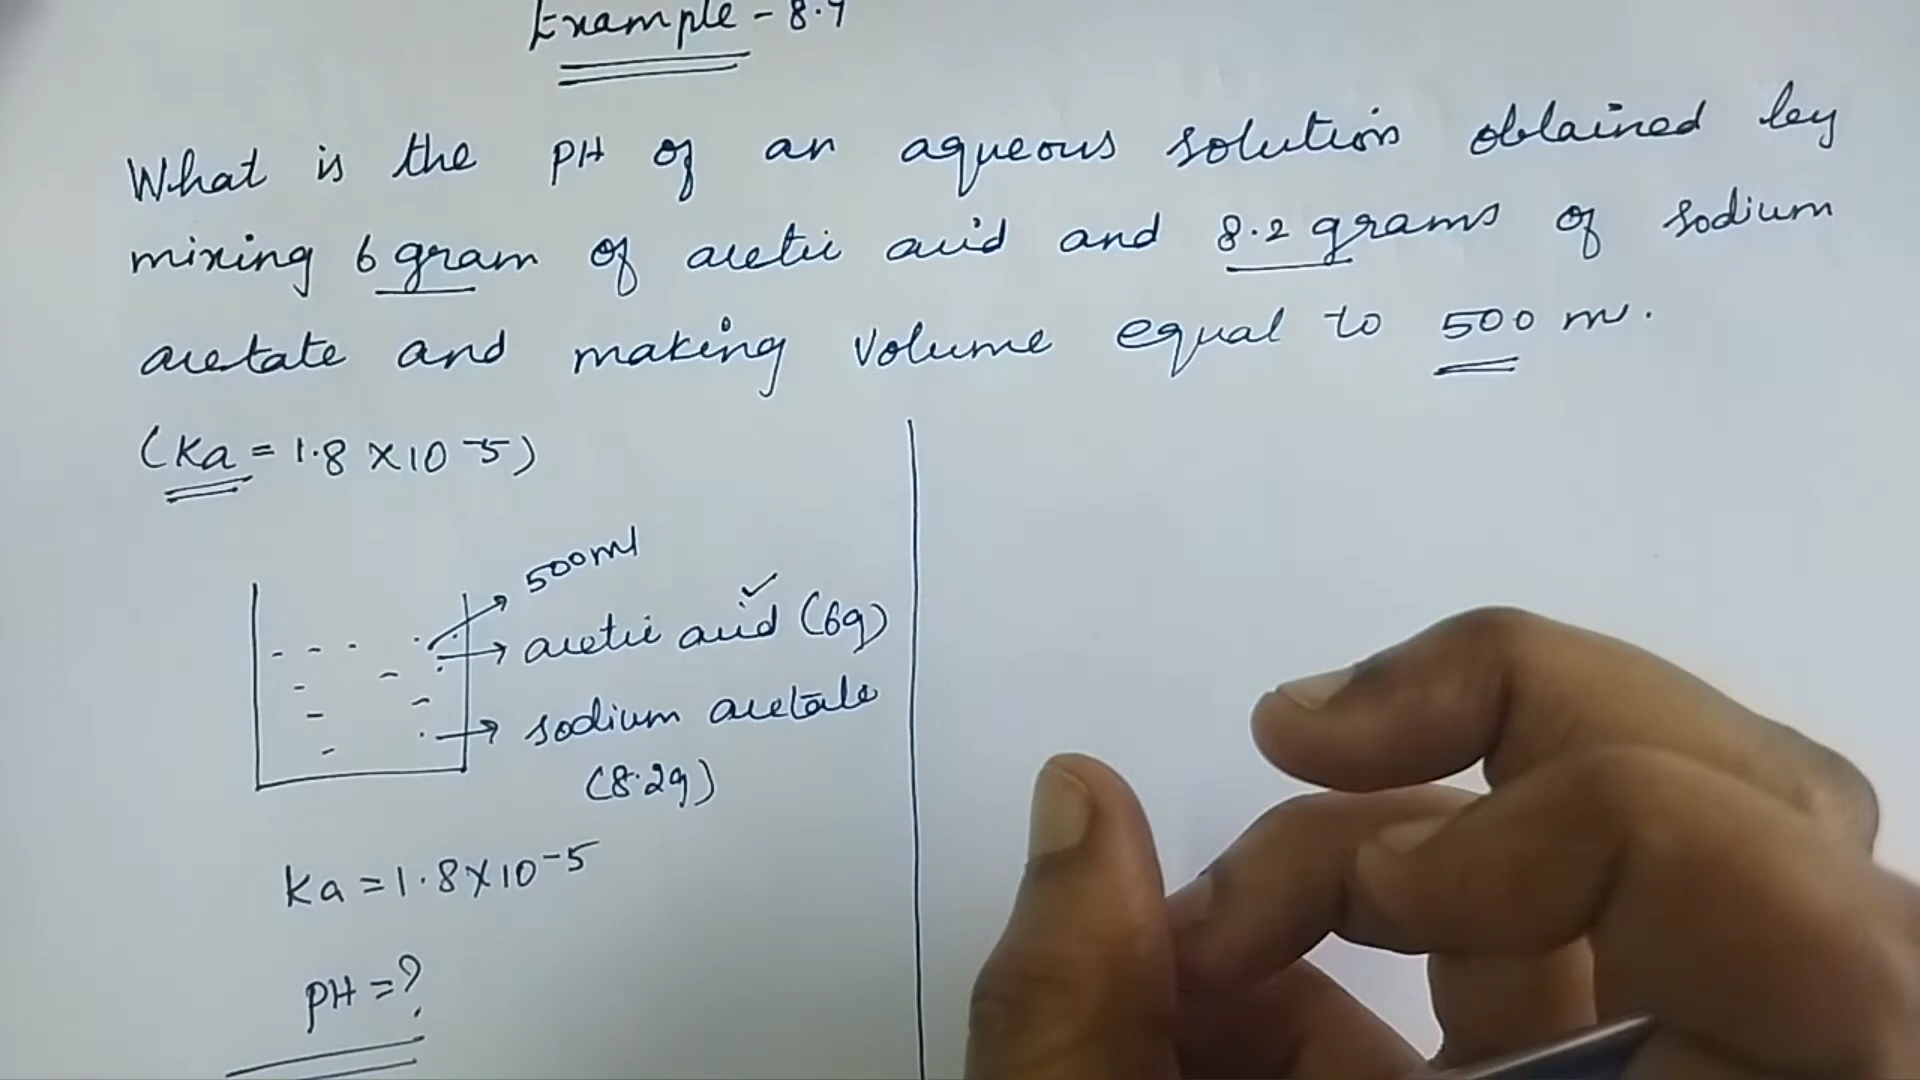 Example - 8.9
What is the PH of an aqueous solution obtained by
mixing 6 gram of acetic acid and 8.2 grams of sodium
acetate and making volume equal to 500 ml.
(Ka = 1.8 ×10 -5)
500ml
acetic acid (6g)
sodium acetate
(8.2g)
Ka = 1.8×10-5
PH = ?